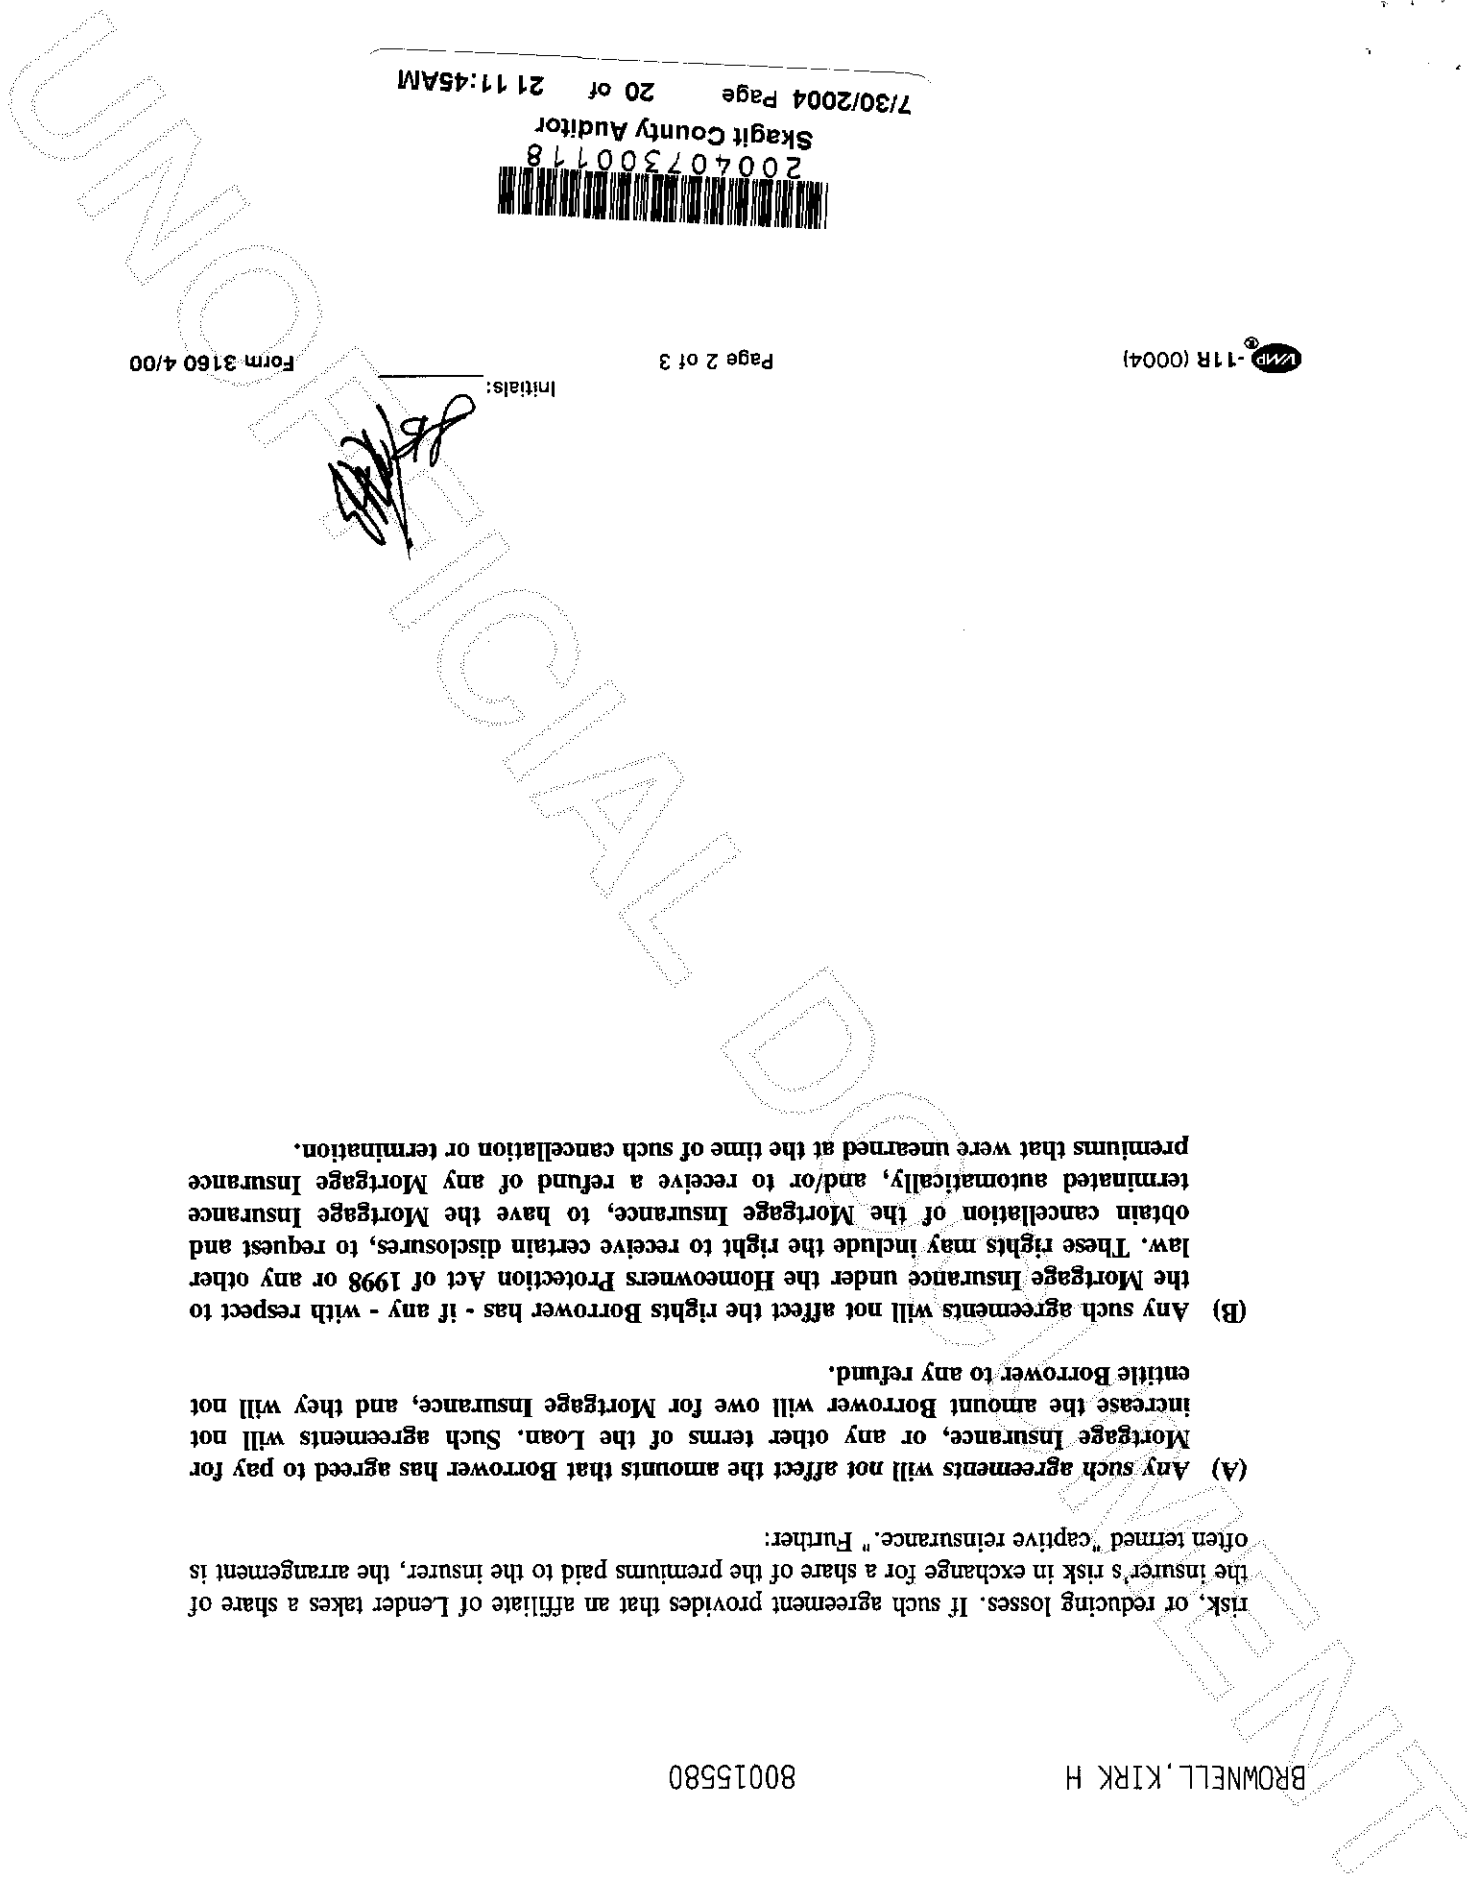 BROWNELL,KIRK H 80015580
risk, or reducing losses. If such agreement provides that an affiliate of Lender takes a share of
the insurer's risk in exchange for a share of the premiums paid to the insurer, the arrangement is
often termed "captive reinsurance." Further:
(A) Any such agreements will not affect the amounts that Borrower has agreed to pay for
Mortgage Insurance, or any other terms of the Loan. Such agreements will not
increase the amount Borrower will owe for Mortgage Insurance, and they will not
entitle Borrower to any refund.
(B) Any such agreements will not affect the rights Borrower has - if any - with respect to
the Mortgage Insurance under the Homeowners Protection Act of 1998 or any other
law. These rights may include the right to receive certain disclosures, to request and
obtain cancellation of the Mortgage Insurance, to have the Mortgage Insurance
terminated automatically, and/or to receive a refund of any Mortgage Insurance
premiums that were unearned at the time of such cancellation or termination.
Initials:
VMP®-11R (0004) Page 2 of 3 Form 3160 4/00
200407300118
Skagit County Auditor
7/30/2004 Page 20 of 21 11:45AM
UNOFFICIAL DOCUMENT